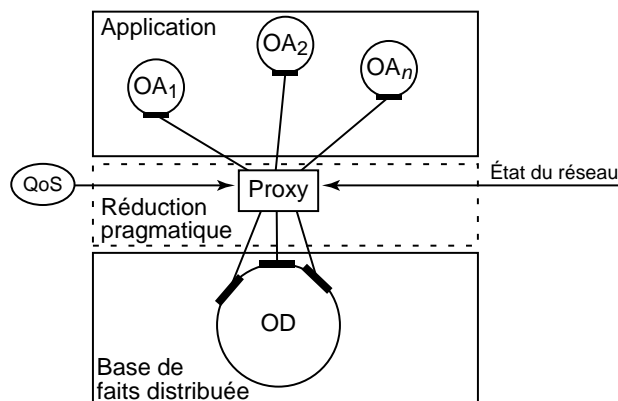 Application
OA1
OA2
OAn
QoS
Proxy
État du réseau
Réduction
pragmatique
OD
Base de
faits distribuée